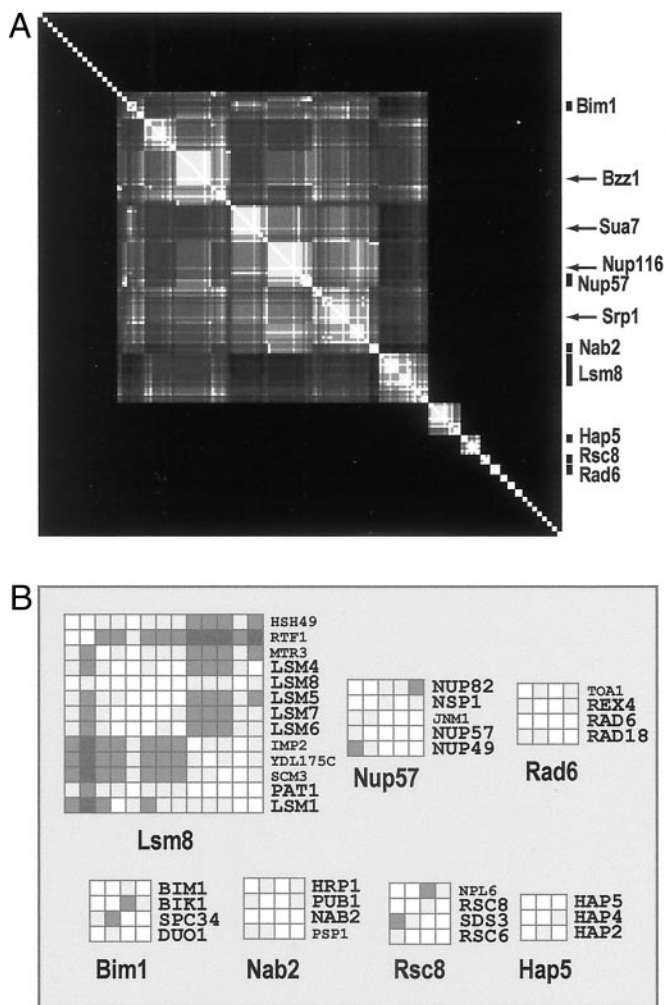 A
Bim1
Bzz1
Sua7
Nup116
Nup57
Srp1
Nab2
Lsm8
Hap5
Rsc8
Rad6
B
HSH49
RTF1
MTR3
LSM4
LSM8
LSM5
LSM7
LSM6
IMP2
YDL175C
SCM3
PAT1
LSM1
Lsm8
NUP82
NSP1
JNM1
NUP57
NUP49
Nup57
TOA1
REX4
RAD6
RAD18
Rad6
BIM1
BIK1
SPC34
DUO1
Bim1
HRP1
PUB1
NAB2
PSP1
Nab2
NPL6
RSC8
SDS3
RSC6
Rsc8
HAP5
HAP4
HAP2
Hap5